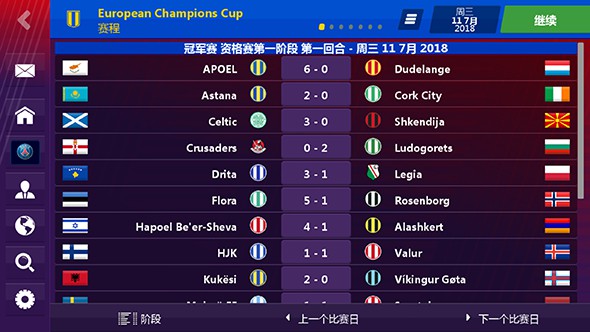 European Champions Cup
赛程
周三
11 7月
2018
继续
冠军赛 资格赛第一阶段 第一回合 - 周三 11 7月 2018
APOEL 6 - 0 Dudelange
Astana 2 - 0 Cork City
Celtic 3 - 0 Shkendija
Crusaders 0 - 2 Ludogorets
Drita 3 - 1 Legia
Flora 5 - 1 Rosenborg
Hapoel Be'er-Sheva 4 - 1 Alashkert
HJK 1 - 1 Valur
Kukësi 2 - 0 Víkingur Gøta
阶段 上一个比赛日 下一个比赛日